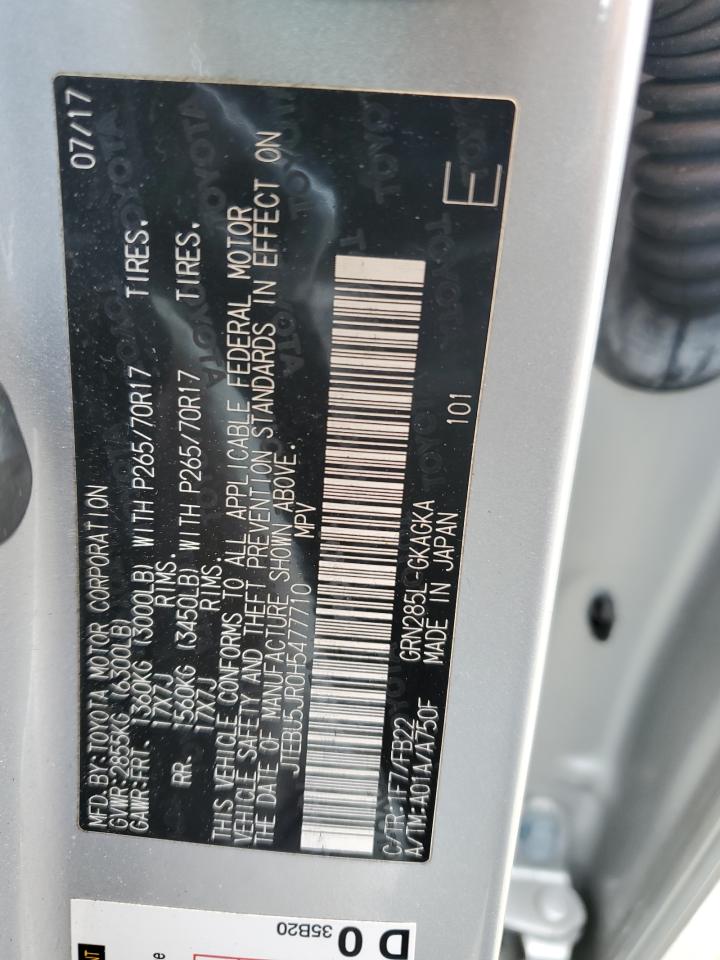 MFD.BY:TOYOTA MOTOR CORPORATION 07/17
GVWR:2855KG (6300LB)
GAWR:FRT. 1360KG (3000LB) WITH P265/70R17 TIRES.
17X7J RIMS.
RR. 1560KG (3450LB) WITH P265/70R17 TIRES.
17X7J RIMS.
THIS VEHICLE CONFORMS TO ALL APPLICABLE FEDERAL MOTOR
VEHICLE SAFETY AND THEFT PREVENTION STANDARDS IN EFFECT ON
THE DATE OF MANUFACTURE SHOWN ABOVE.
JTEBU5JR0H5477710 MPV
C/TR:1F7/FB22 GRN285L-GKAGKA 101 E
A/TM:A01A/A750F MADE IN JAPAN
D 0
35B20